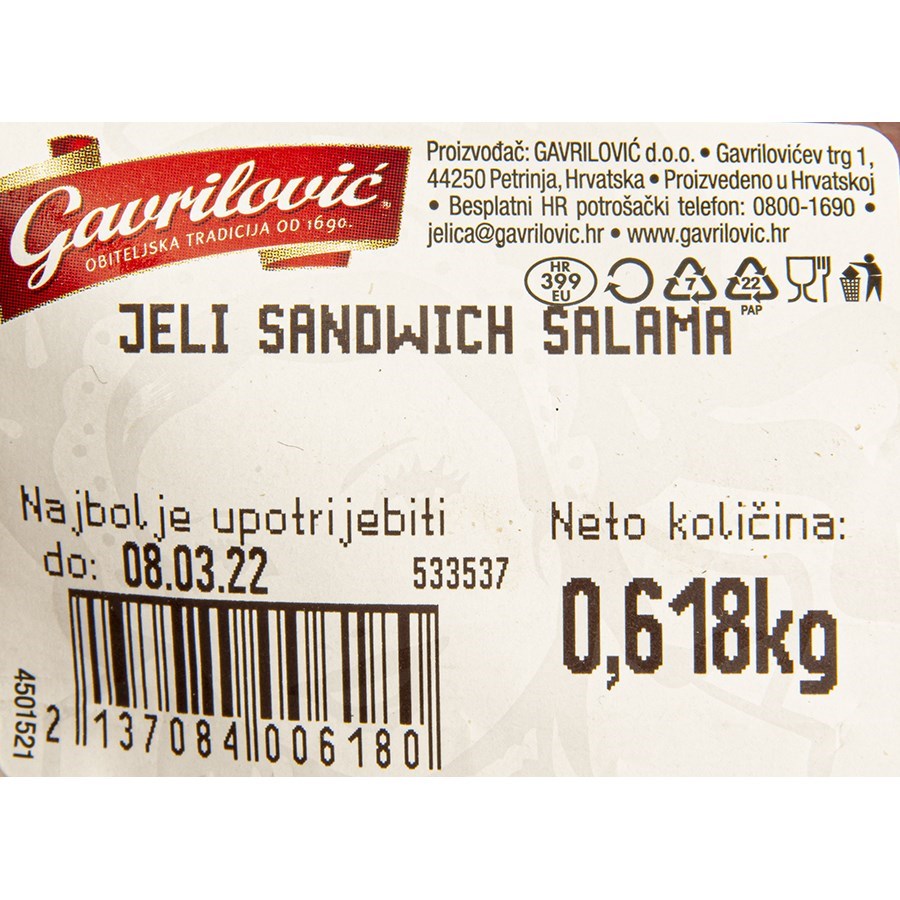 Gavrilović
OBITELJSKA TRADICIJA OD 1690.
Proizvođač: GAVRILOVIĆ d.o.o. • Gavrilovićev trg 1,
44250 Petrinja, Hrvatska • Proizvedeno u Hrvatskoj
• Besplatni HR potrošački telefon: 0800-1690 •
jelica@gavrilovic.hr • www.gavrilovic.hr
HR
399
EU
7
22
PAP
JELI SANDWICH SALAMA
Najbolje upotrijebiti
do: 08.03.22
533537
Neto količina:
0,618kg
4501521
2 137084 006180